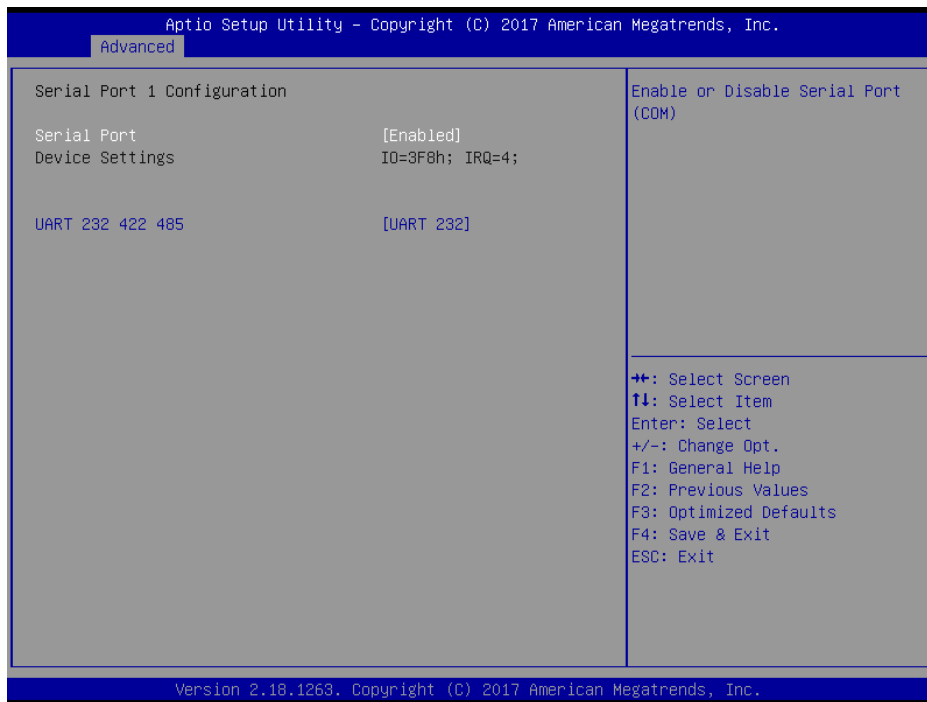 Aptio Setup Utility – Copyright (C) 2017 American Megatrends, Inc.
Advanced
Serial Port 1 Configuration
Serial Port [Enabled]
Device Settings IO=3F8h; IRQ=4;
UART 232 422 485 [UART 232]
Enable or Disable Serial Port
(COM)
→←: Select Screen
↑↓: Select Item
Enter: Select
+/-: Change Opt.
F1: General Help
F2: Previous Values
F3: Optimized Defaults
F4: Save & Exit
ESC: Exit
Version 2.18.1263. Copyright (C) 2017 American Megatrends, Inc.